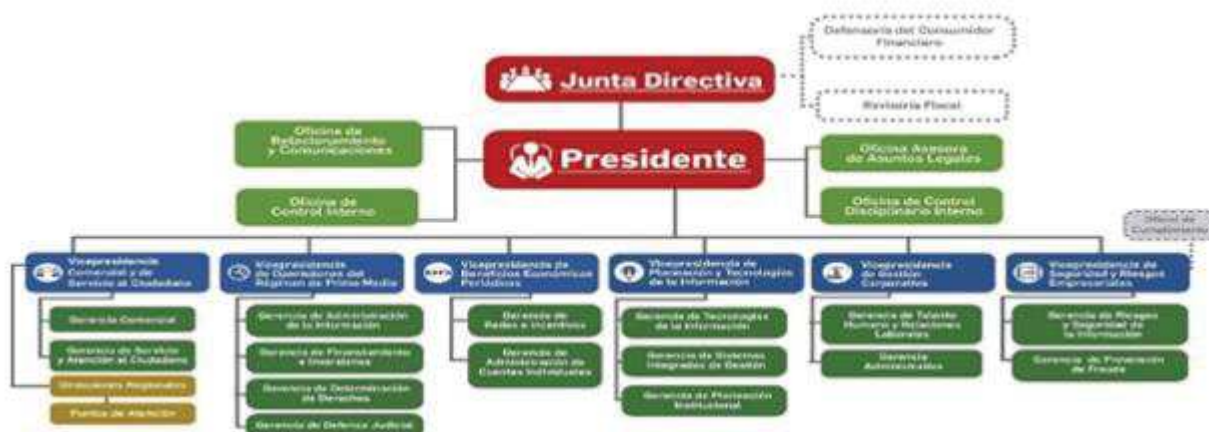 Defensoría del Consumidor
Financiero
Junta Directiva
Revisoría Fiscal
Oficina de
Relacionamiento
y Comunicaciones
Presidente
Oficina Asesora
de Asuntos Legales
Oficina de
Control Interno
Oficina de Control
Disciplinario Interno
Oficial de
Cumplimiento
Vicepresidencia
Comercial y de
Servicio al Ciudadano
Vicepresidencia
de Operaciones del
Régimen de Prima Media
Vicepresidencia de
Beneficios Económicos
Periódicos
Vicepresidencia de
Planeación y Tecnologías
de la Información
Vicepresidencia
de Gestión
Corporativa
Vicepresidencia de
Seguridad y Riesgos
Empresariales
Gerencia Comercial
Gerencia de Servicio
y Atención al Ciudadano
Direcciones Regionales
Puntos de Atención
Gerencia de Administración
de la Información
Gerencia de Financiamiento
e Inversiones
Gerencia de Determinación
de Derechos
Gerencia de Defensa Judicial
Gerencia de
Redes e Incentivos
Gerencia de
Administración de
Cuentas Individuales
Gerencia de Tecnologías
de la Información
Gerencia de Sistemas
Integrados de Gestión
Gerencia de Planeación
Institucional
Gerencia de Talento
Humano y Relaciones
Laborales
Gerencia
Administrativa
Gerencia de Riesgos
y Seguridad de
la Información
Gerencia de Prevención
de Fraude